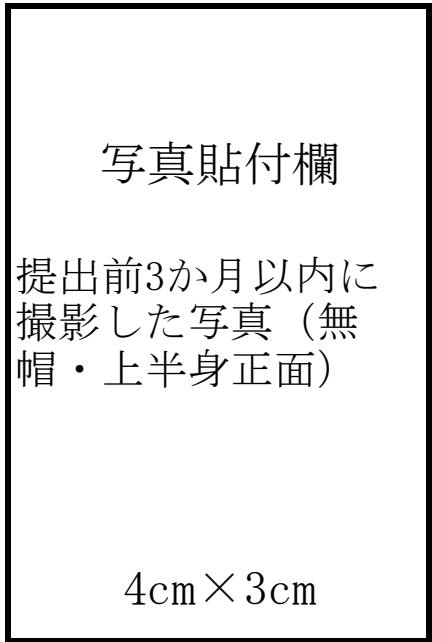 写真貼付欄
提出前3か月以内に
撮影した写真（無
帽・上半身正面）
4cm×3cm